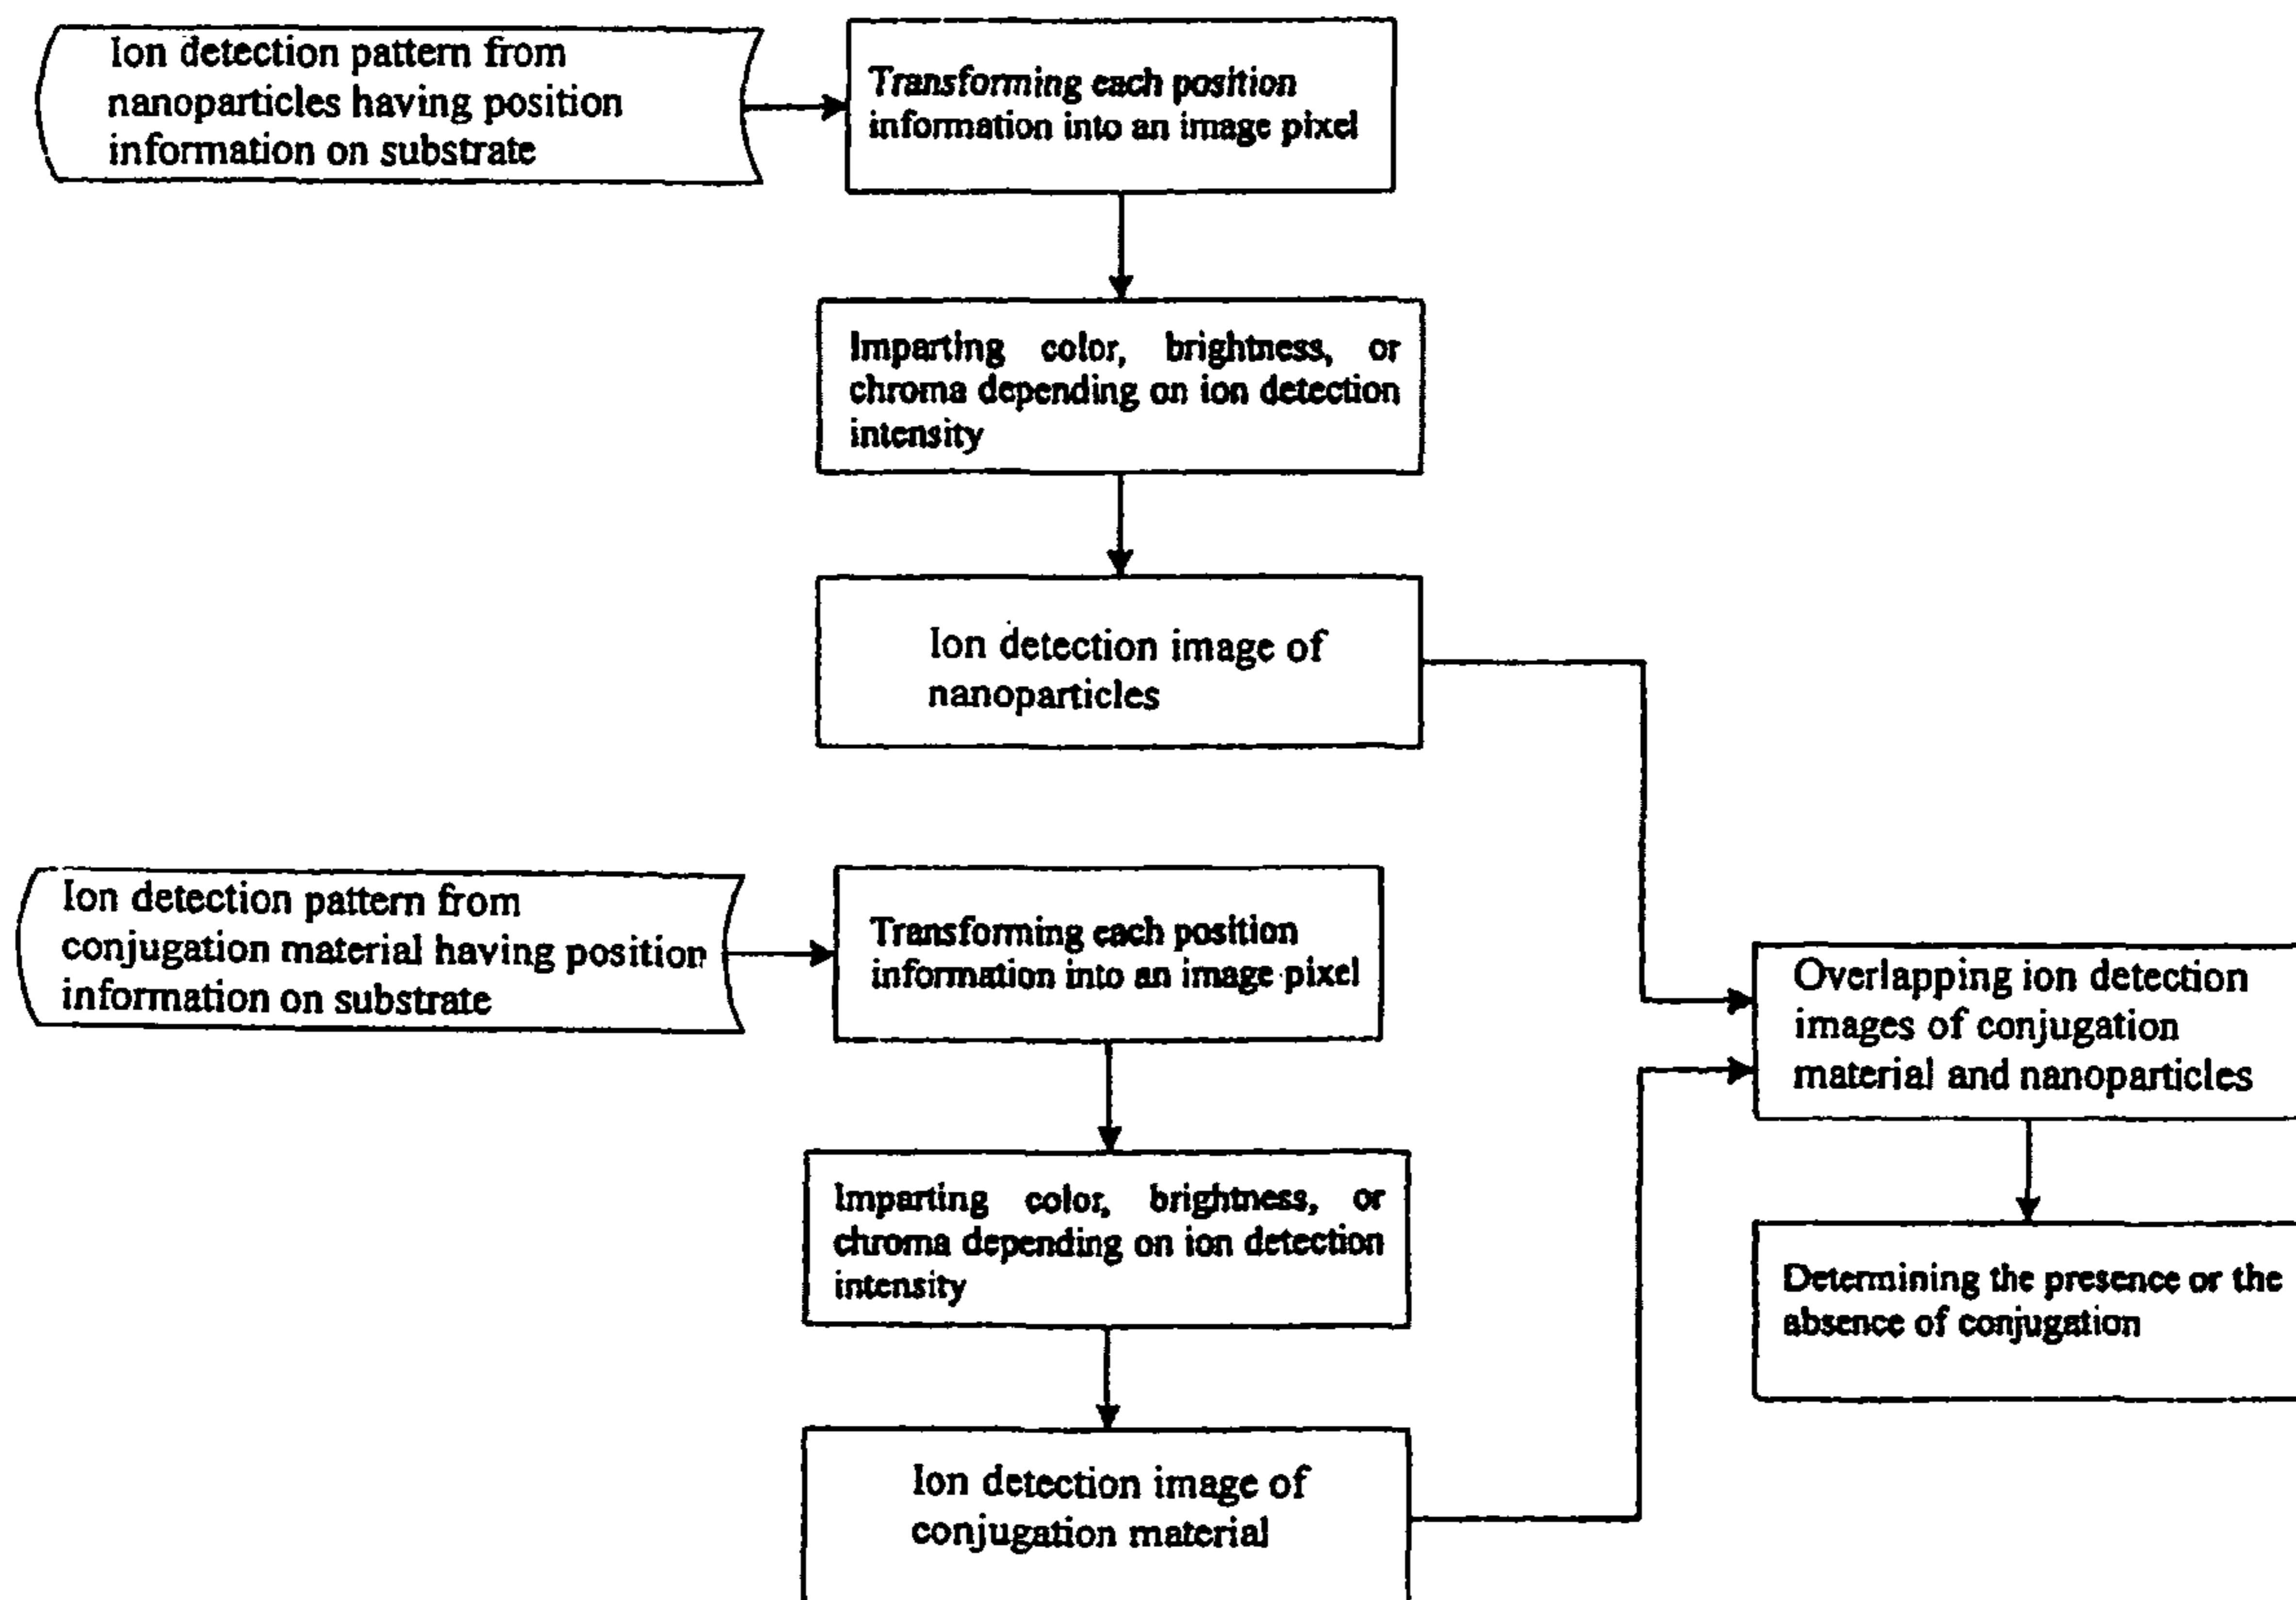 Ion detection pattern from
nanoparticles having position
information on substrate
Transforming each position
information into an image pixel
Imparting color, brightness, or
chroma depending on ion detection
intensity
Ion detection image of
nanoparticles
Ion detection pattern from
conjugation material having position
information on substrate
Transforming each position
information into an image pixel
Imparting color, brightness, or
chroma depending on ion detection
intensity
Ion detection image of
conjugation material
Overlapping ion detection
images of conjugation
material and nanoparticles
Determining the presence or the
absence of conjugation